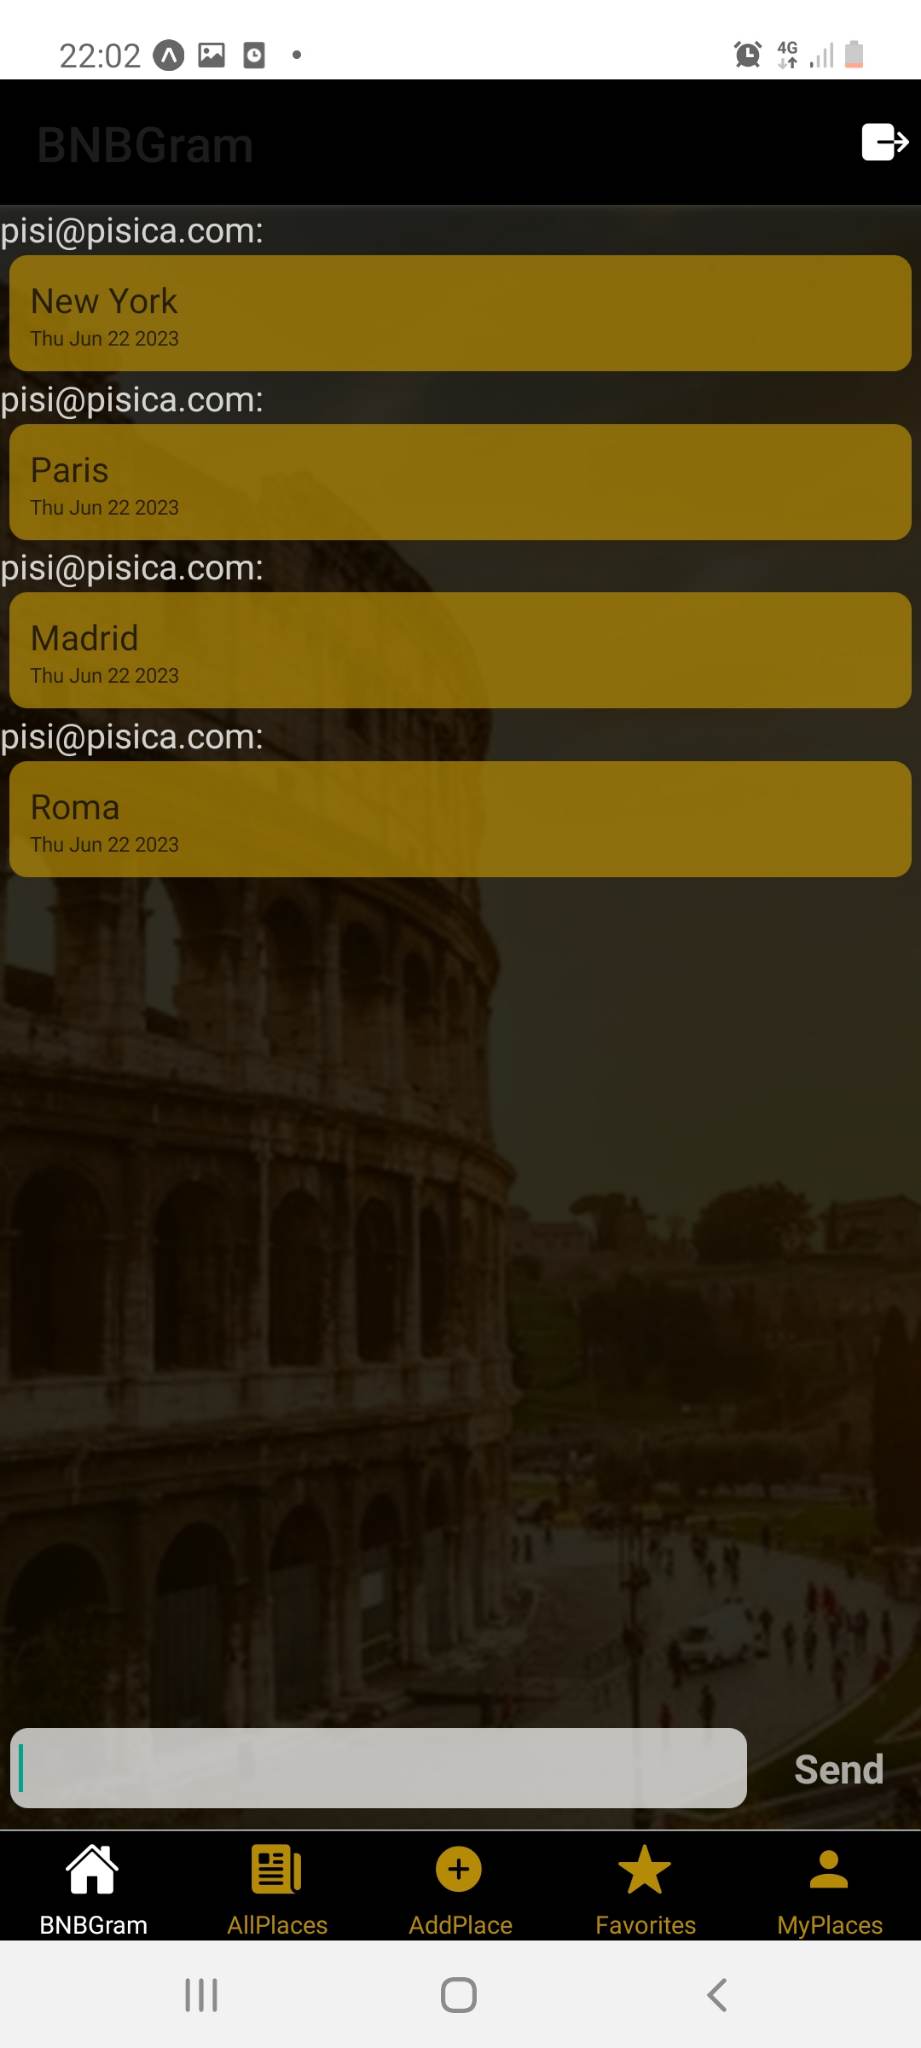 22:02
4G
BNBGram
pisi@pisica.com:
New York
Thu Jun 22 2023
pisi@pisica.com:
Paris
Thu Jun 22 2023
pisi@pisica.com:
Madrid
Thu Jun 22 2023
pisi@pisica.com:
Roma
Thu Jun 22 2023
Send
BNBGram AllPlaces AddPlace Favorites MyPlaces